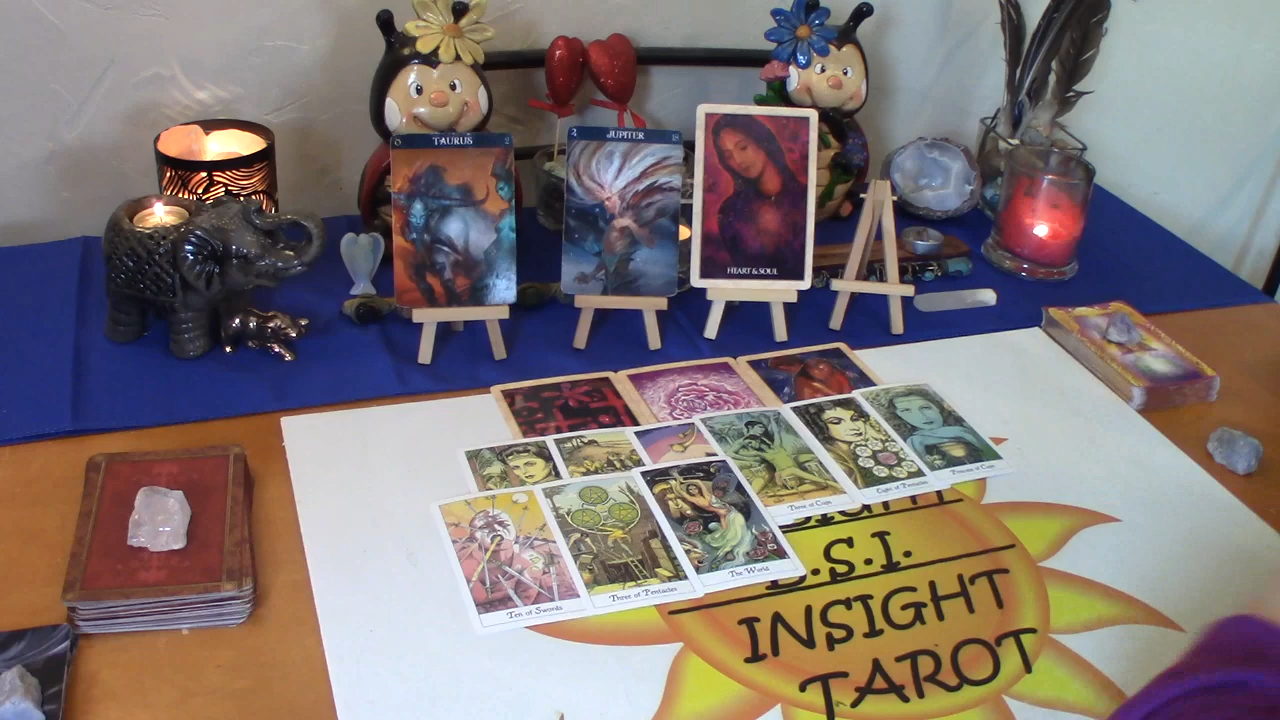 TAURUS
JUPITER
HEART & SOUL
Three of Cups
Eight of Pentacles
Princess of Cups
Ten of Swords
Three of Pentacles
The World
B.S.I.
INSIGHT
TAROT